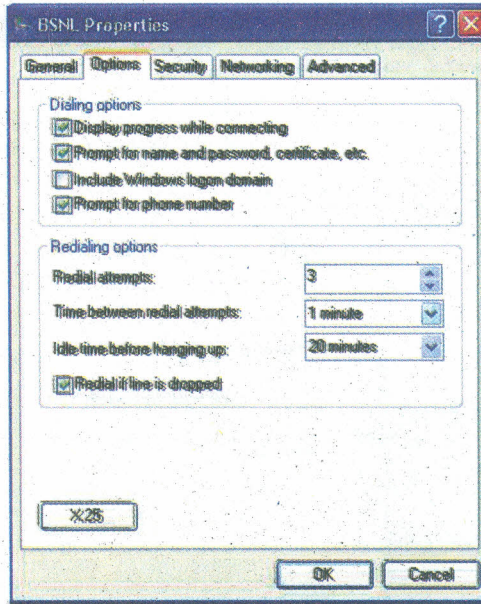 BSNL Properties
General Options Security Networking Advanced
Dialing options
Display progress while connecting
Prompt for name and password, certificate, etc.
Include Windows logon domain
Prompt for phone number
Redialing options
Redial attempts: 3
Time between redial attempts: 1 minute
Idle time before hanging up: 20 minutes
Redial if line is dropped
X.25
OK Cancel